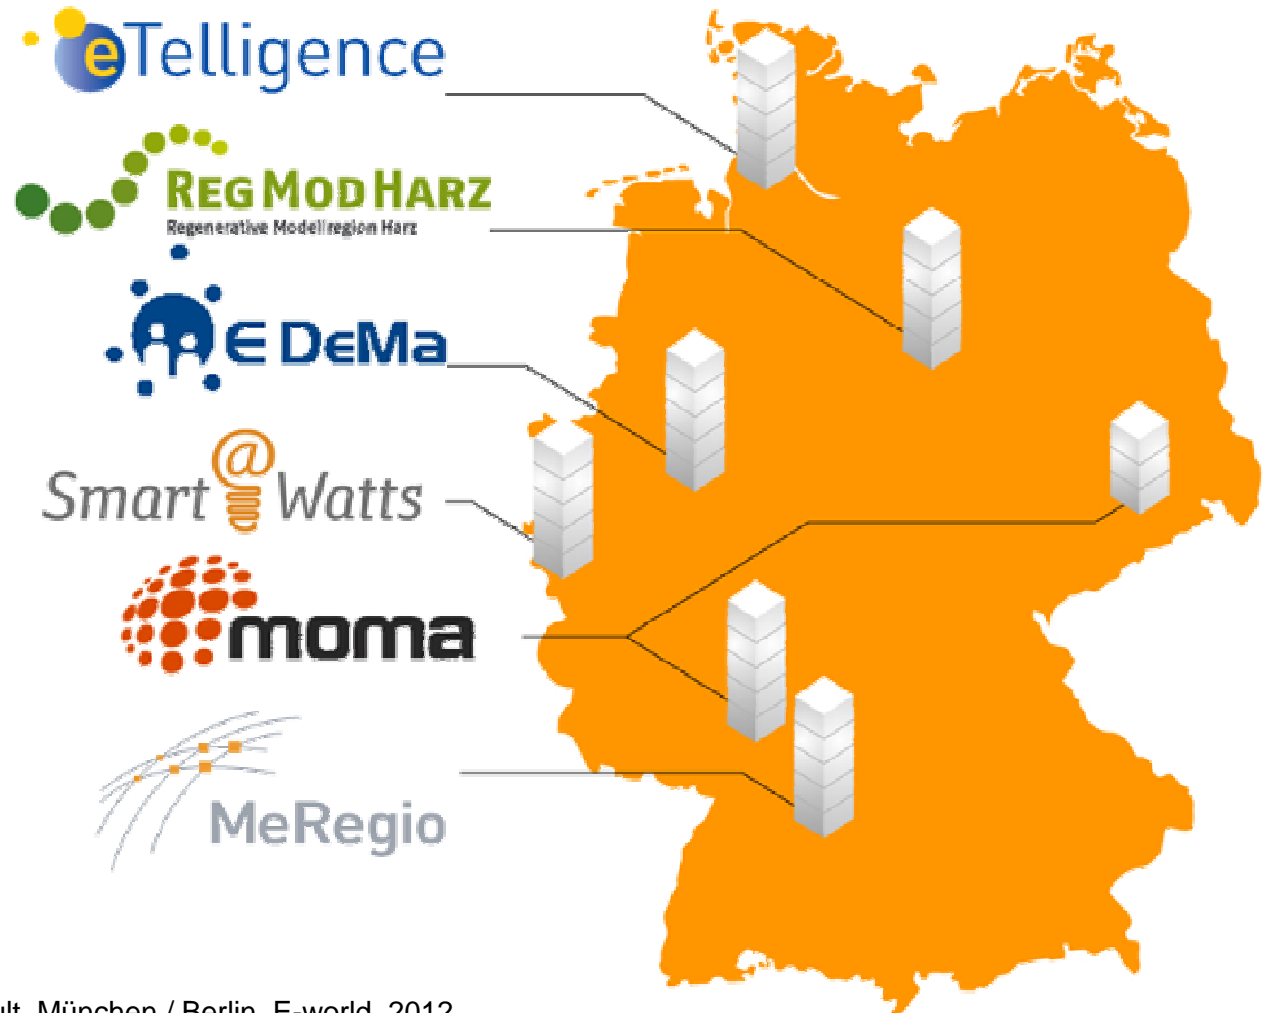 eTelligence
REGMODHARZ
Regenerative Modellregion Harz
E DeMa
Smart@Watts
moma
MeRegio
München / Berlin, E-world, 2012